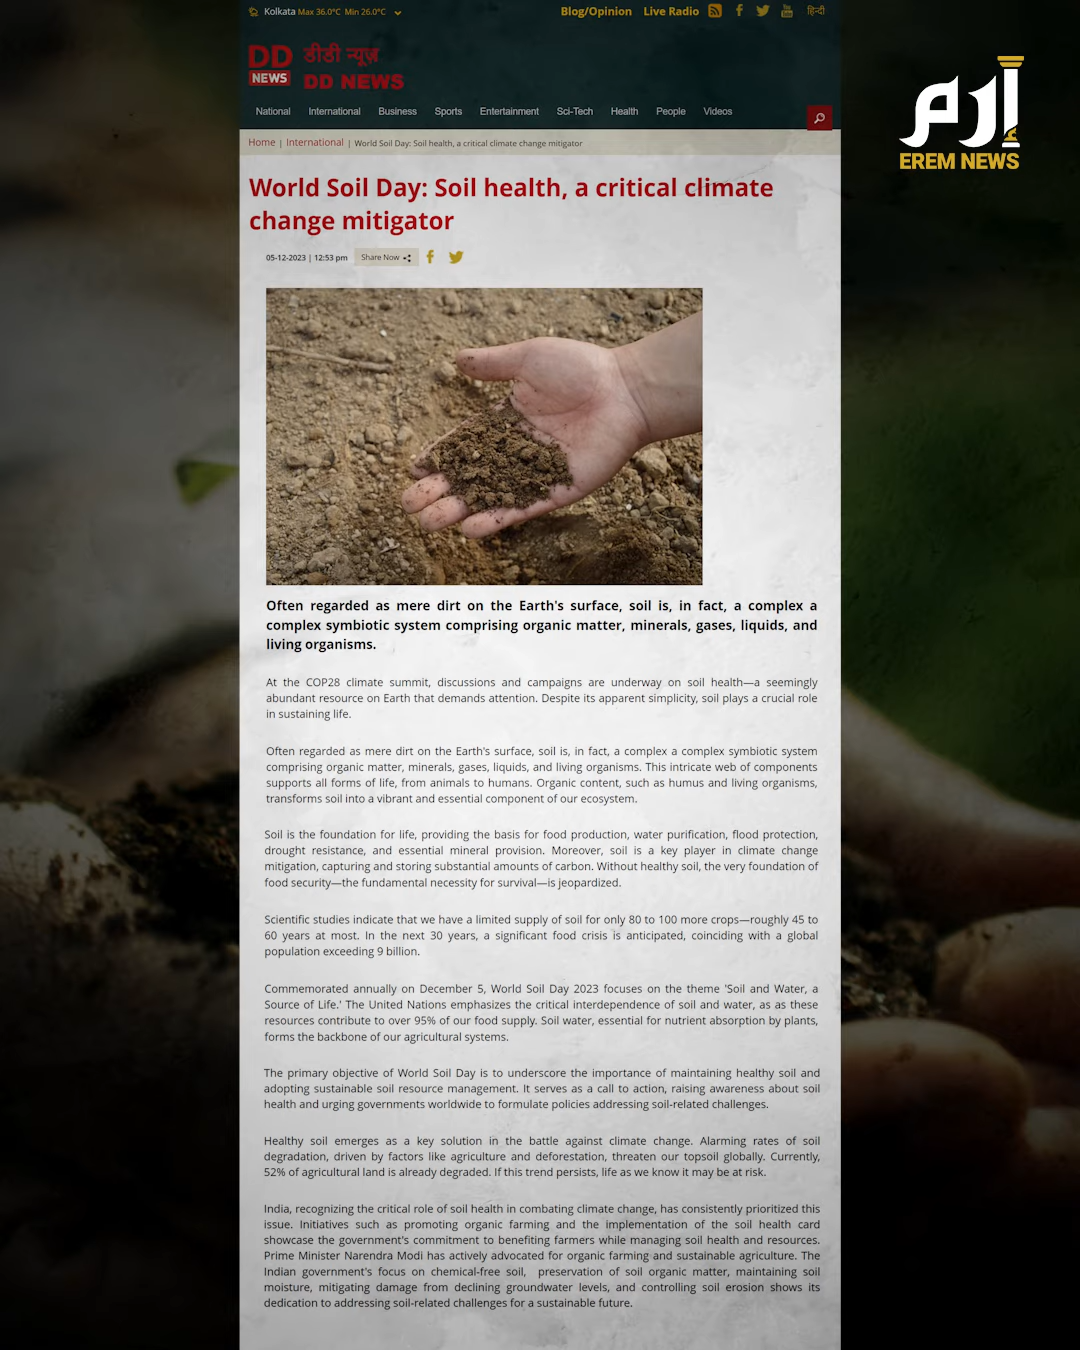 Kolkata Max 36.0°C Min 26.0°C
Blog/Opinion Live Radio
You
हिन्दी
DD
NEWS
डीडी न्यूज़
DD NEWS
National International Business Sports Entertainment Sci-Tech Health People Videos
إرم
EREM NEWS
Home | International | World Soil Day: Soil health, a critical climate change mitigator
World Soil Day: Soil health, a critical climate
change mitigator
05-12-2023 | 12:53 pm
Share Now
Often regarded as mere dirt on the Earth's surface, soil is, in fact, a complex a
complex symbiotic system comprising organic matter, minerals, gases, liquids, and
living organisms.
At the COP28 climate summit, discussions and campaigns are underway on soil health—a seemingly
abundant resource on Earth that demands attention. Despite its apparent simplicity, soil plays a crucial role
in sustaining life.
Often regarded as mere dirt on the Earth's surface, soil is, in fact, a complex a complex symbiotic system
comprising organic matter, minerals, gases, liquids, and living organisms. This intricate web of components
supports all forms of life, from animals to humans. Organic content, such as humus and living organisms,
transforms soil into a vibrant and essential component of our ecosystem.
Soil is the foundation for life, providing the basis for food production, water purification, flood protection,
drought resistance, and essential mineral provision. Moreover, soil is a key player in climate change
mitigation, capturing and storing substantial amounts of carbon. Without healthy soil, the very foundation of
food security—the fundamental necessity for survival—is jeopardized.
Scientific studies indicate that we have a limited supply of soil for only 80 to 100 more crops—roughly 45 to
60 years at most. In the next 30 years, a significant food crisis is anticipated, coinciding with a global
population exceeding 9 billion.
Commemorated annually on December 5, World Soil Day 2023 focuses on the theme 'Soil and Water, a
Source of Life.' The United Nations emphasizes the critical interdependence of soil and water, as as these
resources contribute to over 95% of our food supply. Soil water, essential for nutrient absorption by plants,
forms the backbone of our agricultural systems.
The primary objective of World Soil Day is to underscore the importance of maintaining healthy soil and
adopting sustainable soil resource management. It serves as a call to action, raising awareness about soil
health and urging governments worldwide to formulate policies addressing soil-related challenges.
Healthy soil emerges as a key solution in the battle against climate change. Alarming rates of soil
degradation, driven by factors like agriculture and deforestation, threaten our topsoil globally. Currently,
52% of agricultural land is already degraded. If this trend persists, life as we know it may be at risk.
India, recognizing the critical role of soil health in combating climate change, has consistently prioritized this
issue. Initiatives such as promoting organic farming and the implementation of the soil health card
showcase the government's commitment to benefiting farmers while managing soil health and resources.
Prime Minister Narendra Modi has actively advocated for organic farming and sustainable agriculture. The
Indian government's focus on chemical-free soil, preservation of soil organic matter, maintaining soil
moisture, mitigating damage from declining groundwater levels, and controlling soil erosion shows its
dedication to addressing soil-related challenges for a sustainable future.